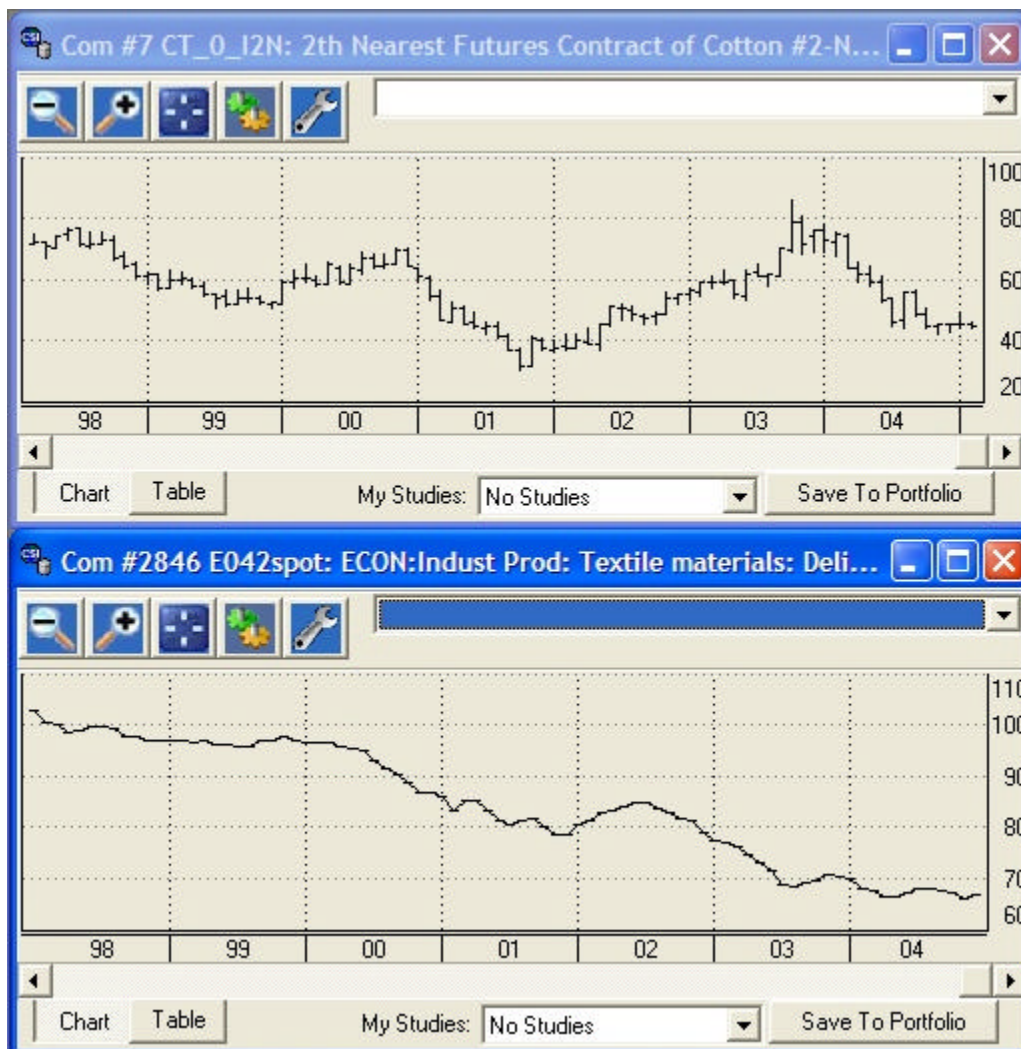 Com #7 CT_0_I2N: 2th Nearest Futures Contract of Cotton #2-N...
100
80
60
40
20
98 99 00 01 02 03 04
Chart Table My Studies: No Studies Save To Portfolio
CSI Com #2846 E042spot: ECON:Indust Prod: Textile materials: Deli...
110
100
90
80
70
60
98 99 00 01 02 03 04
Chart Table My Studies: No Studies Save To Portfolio